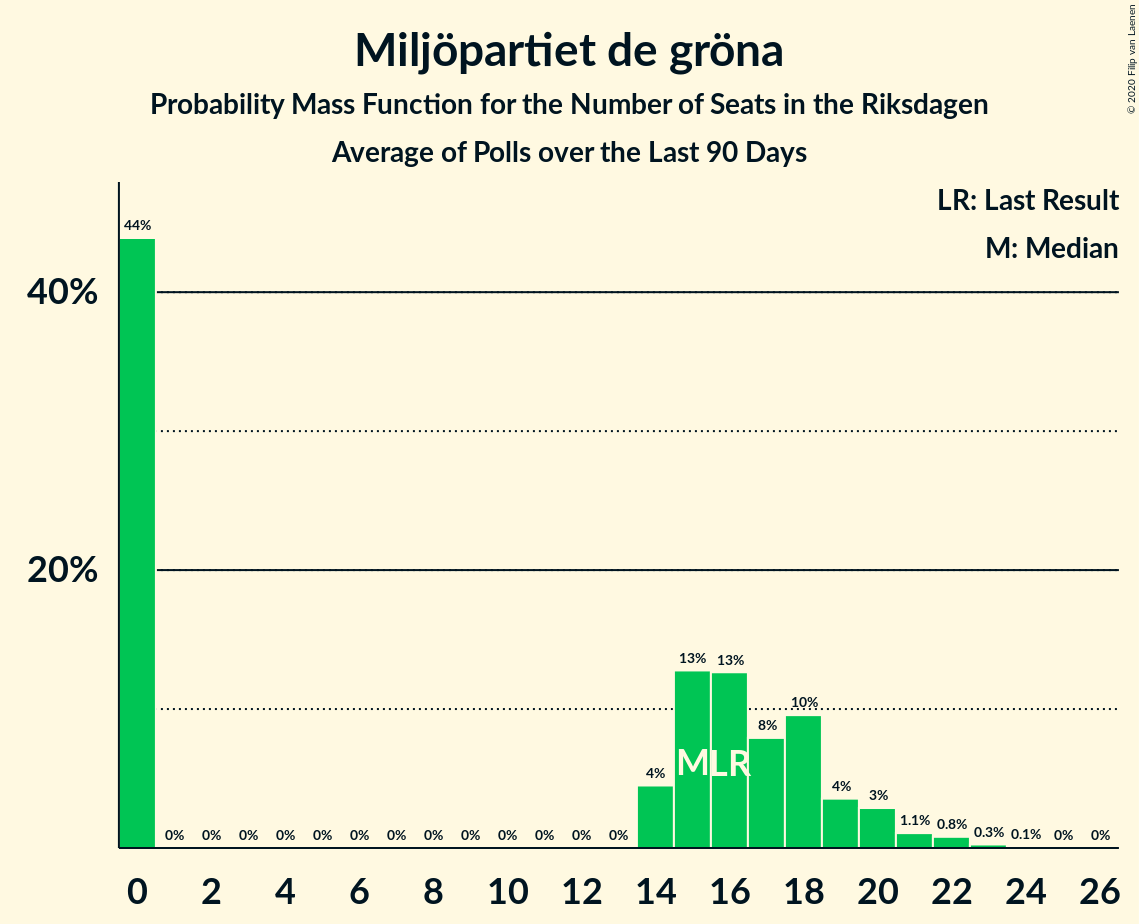 Miljöpartiet de gröna
Probability Mass Function for the Number of Seats in the Riksdagen
Average of Polls over the Last 90 Days
© 2020 Filip van Laenen
LR: Last Result
M: Median
44%
40%
20%
13% 13%
10%
8%
4% 4% 3%
1.1% 0.8% 0.3% 0.1% 0% 0%
0% 0% 0% 0% 0% 0% 0% 0% 0% 0% 0% 0% 0%
M LR
0 2 4 6 8 10 12 14 16 18 20 22 24 26